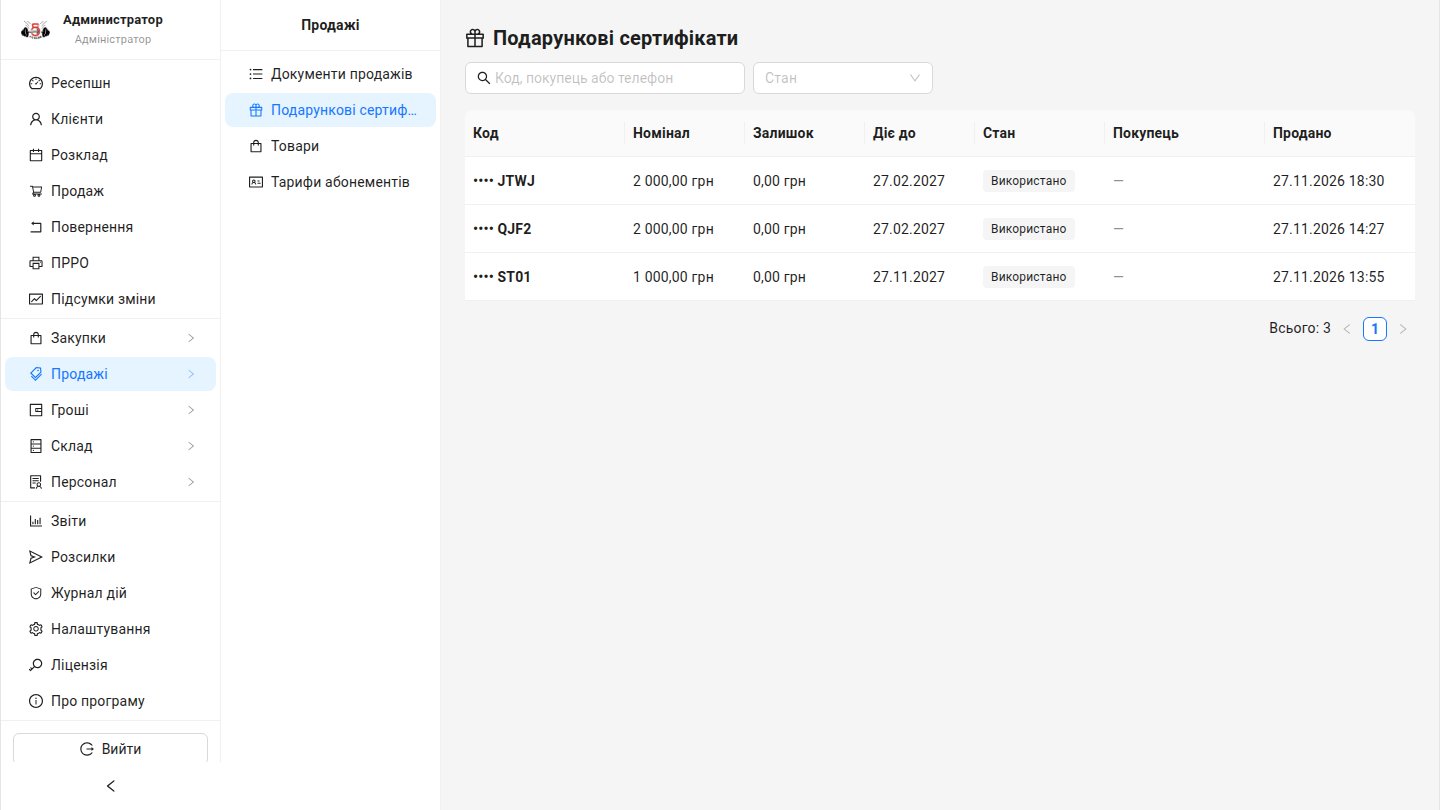 Администратор
Адміністратор
Ресепшн
Клієнти
Розклад
Продаж
Повернення
ПРРО
Підсумки зміни
Закупки
Продажі
Гроші
Склад
Персонал
Звіти
Розсилки
Журнал дій
Налаштування
Ліцензія
Про програму
Вийти
Продажі
Документи продажів
Подарункові сертиф...
Товари
Тарифи абонементів
Подарункові сертифікати
Код, покупець або телефон
Стан
Код Номінал Залишок Діє до Стан Покупець Продано
•••• JTWJ 2 000,00 грн 0,00 грн 27.02.2027 Використано — 27.11.2026 18:30
•••• QJF2 2 000,00 грн 0,00 грн 27.02.2027 Використано — 27.11.2026 14:27
•••• ST01 1 000,00 грн 0,00 грн 27.11.2027 Використано — 27.11.2026 13:55
Всього: 3 < 1 >